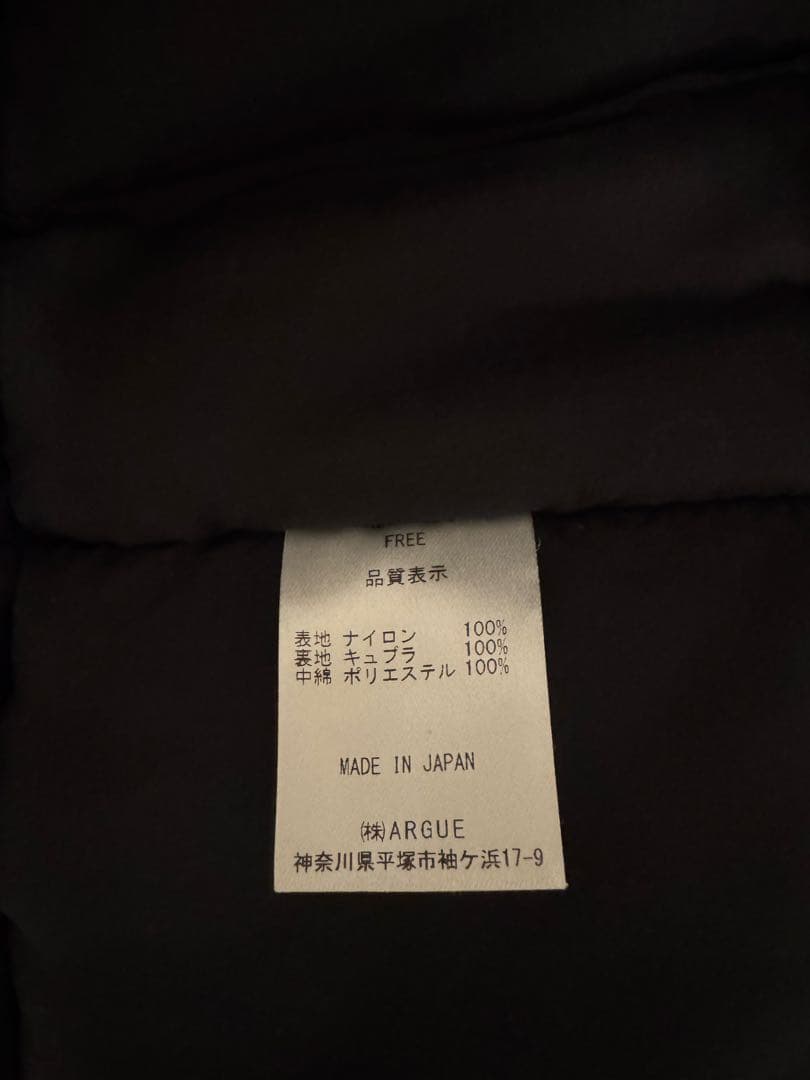 FREE
品質表示
表地 ナイロン 100%
裏地 キュプラ 100%
中綿 ポリエステル 100%
MADE IN JAPAN
㈱ARGUE
神奈川県平塚市袖ケ浜17-9